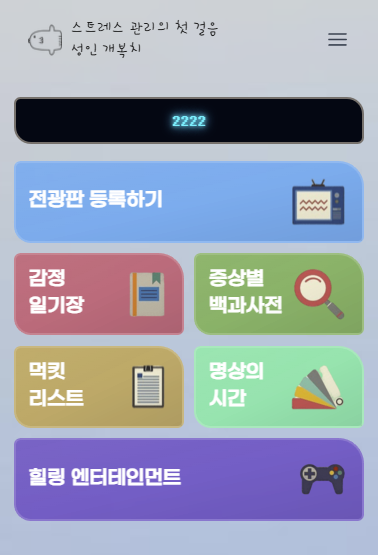 스트레스 관리의 첫 걸음
성인 개복치
2222
전광판 등록하기
감정
일기장
증상별
백과사전
먹킷
리스트
명상의
시간
힐링 엔터테인먼트